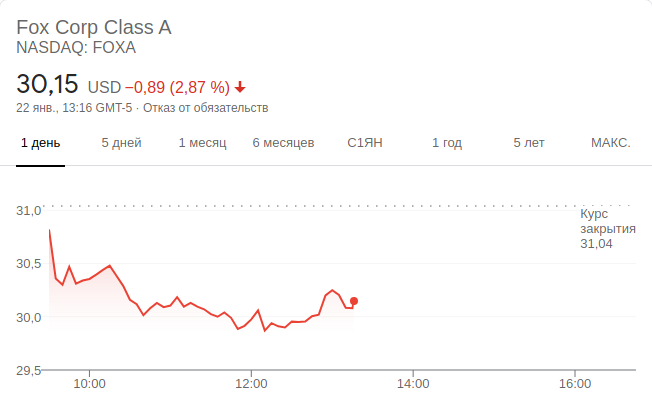 Fox Corp Class A
NASDAQ: FOXA
30,15 USD −0,89 (2,87 %)
22 янв., 13:16 GMT-5 · Отказ от обязательств
1 день 5 дней 1 месяц 6 месяцев С1ЯН 1 год 5 лет МАКС.
31,0
Курс
закрытия
31,04
30,5
30,0
29,5
10:00 12:00 14:00 16:00